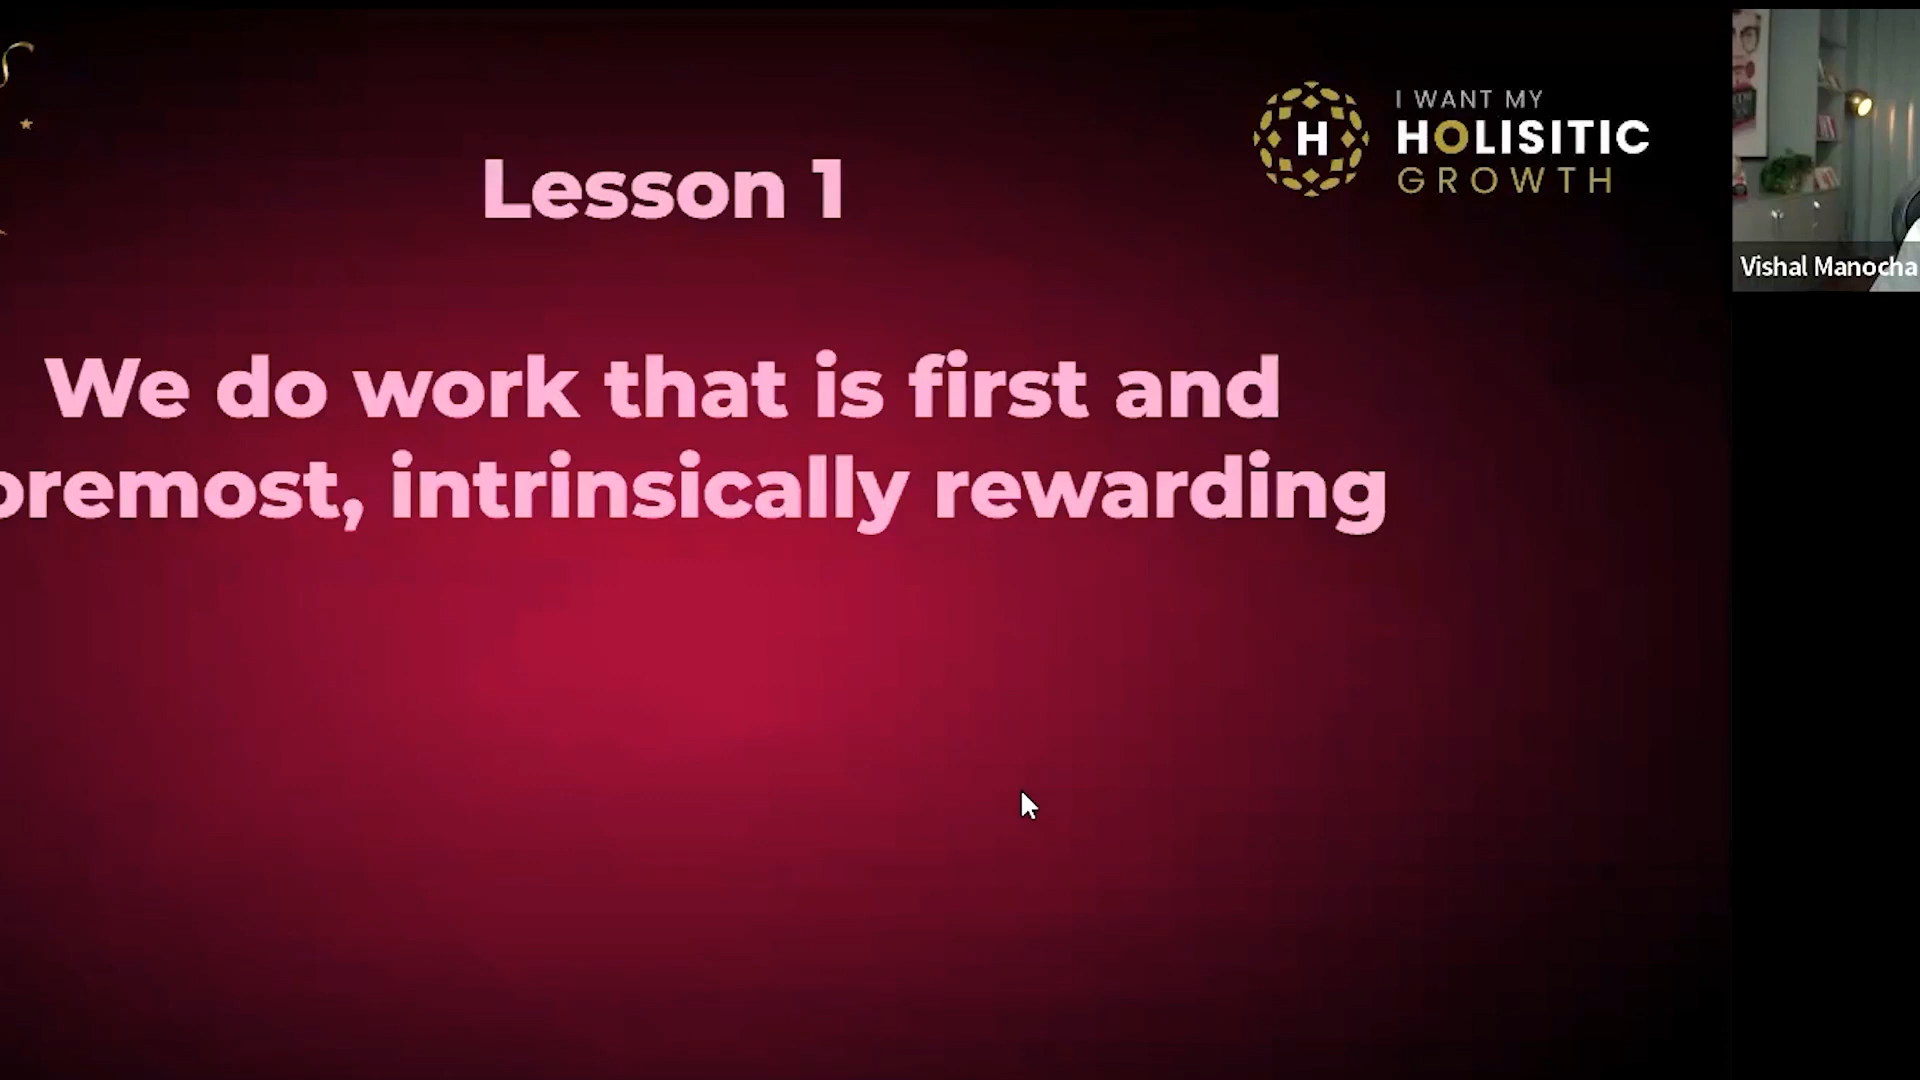 Lesson 1
I WANT MY
HOLISITIC
GROWTH
We do work that is first and
oremost, intrinsically rewarding
Vishal Manocha